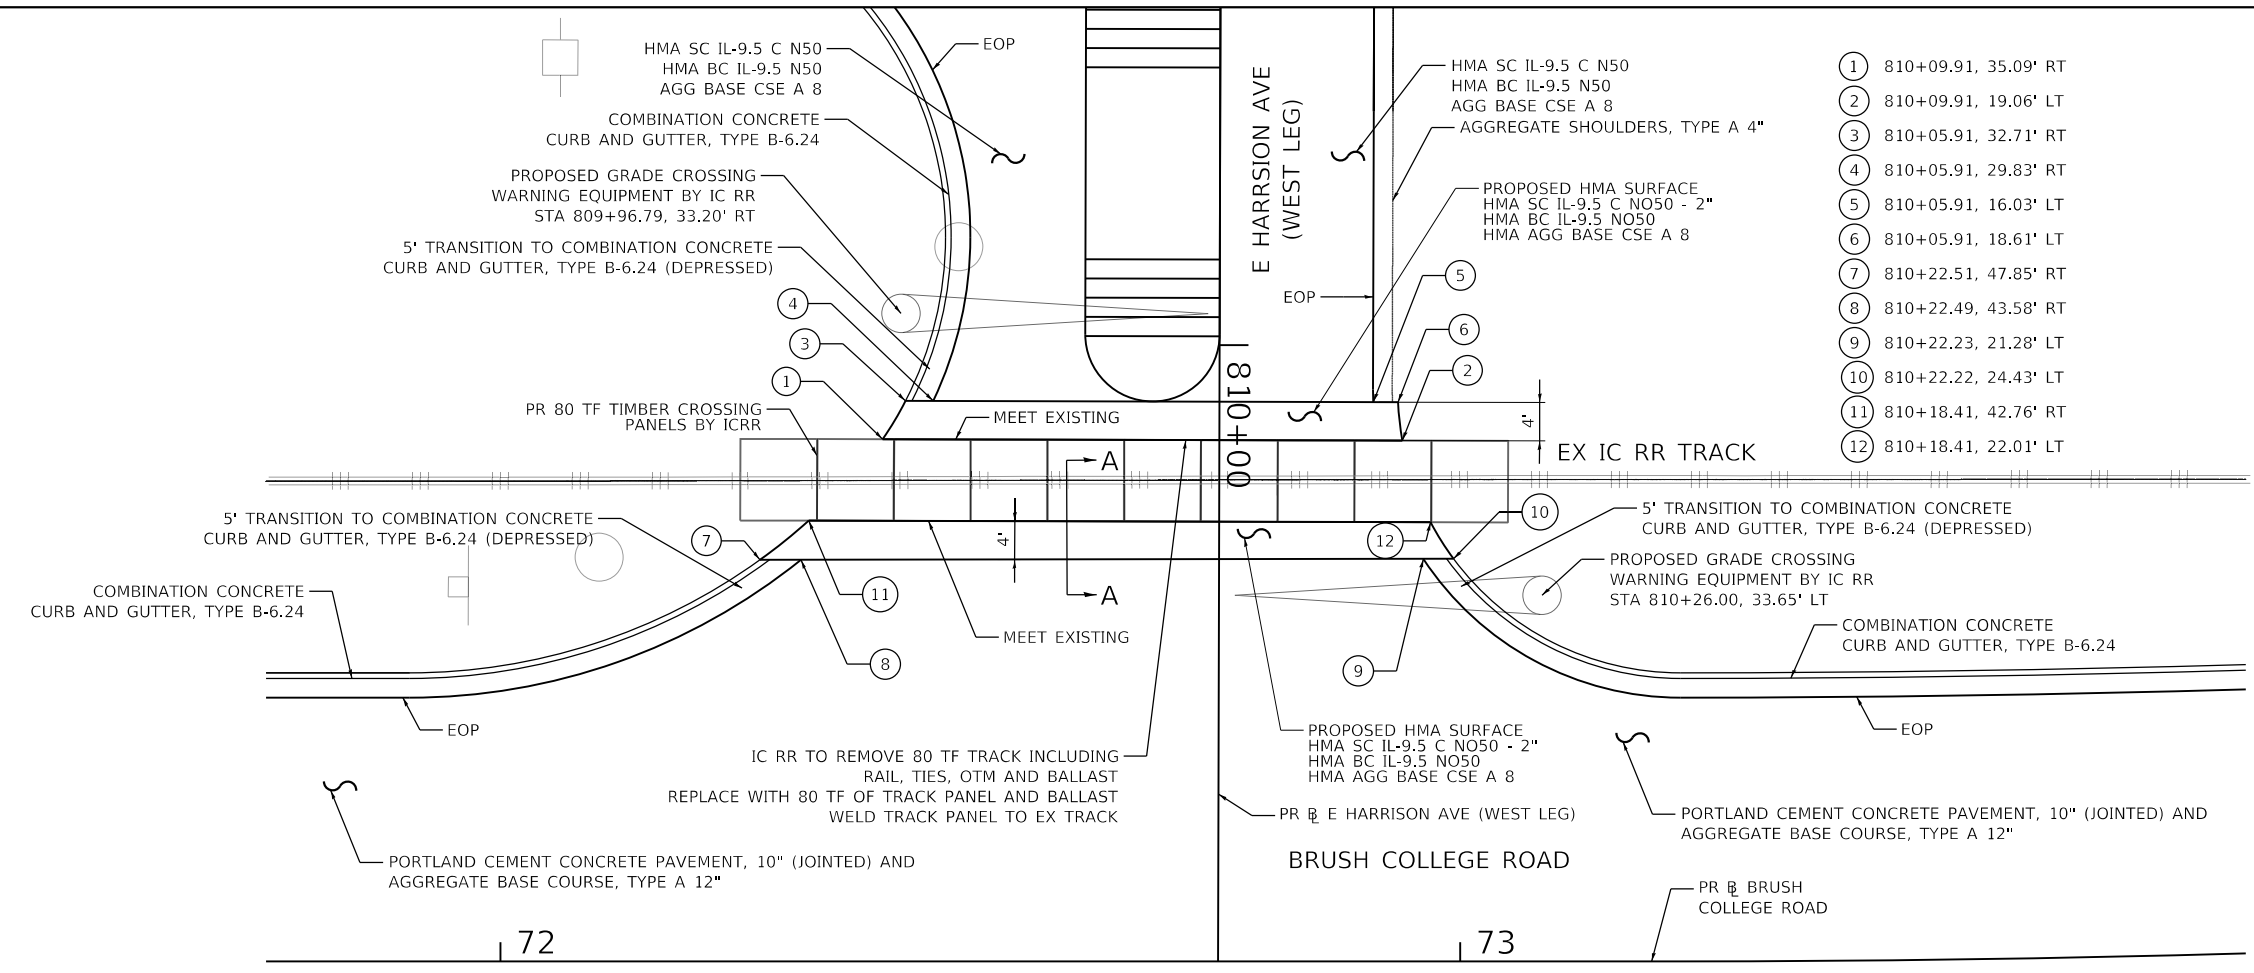 HMA SC IL-9.5 C N50
HMA BC IL-9.5 N50
AGG BASE CSE A 8
COMBINATION CONCRETE
CURB AND GUTTER, TYPE B-6.24
PROPOSED GRADE CROSSING
WARNING EQUIPMENT BY IC RR
STA 809+96.79, 33.20' RT
5' TRANSITION TO COMBINATION CONCRETE
CURB AND GUTTER, TYPE B-6.24 (DEPRESSED)
4
3
1
PR 80 TF TIMBER CROSSING
PANELS BY ICRR
EOP
MEET EXISTING
E HARRSION AVE
(WEST LEG)
810+00
HMA SC IL-9.5 C N50
HMA BC IL-9.5 N50
AGG BASE CSE A 8
AGGREGATE SHOULDERS, TYPE A 4"
PROPOSED HMA SURFACE
HMA SC IL-9.5 C NO50 - 2"
HMA BC IL-9.5 NO50
HMA AGG BASE CSE A 8
EOP
5
6
2
4'
EX IC RR TRACK
1 810+09.91, 35.09' RT
2 810+09.91, 19.06' LT
3 810+05.91, 32.71' RT
4 810+05.91, 29.83' RT
5 810+05.91, 16.03' LT
6 810+05.91, 18.61' LT
7 810+22.51, 47.85' RT
8 810+22.49, 43.58' RT
9 810+22.23, 21.28' LT
10 810+22.22, 24.43' LT
11 810+18.41, 42.76' RT
12 810+18.41, 22.01' LT
A
A
4'
5' TRANSITION TO COMBINATION CONCRETE
CURB AND GUTTER, TYPE B-6.24 (DEPRESSED)
7
COMBINATION CONCRETE
CURB AND GUTTER, TYPE B-6.24
11
8
MEET EXISTING
EOP
12
10
9
5' TRANSITION TO COMBINATION CONCRETE
CURB AND GUTTER, TYPE B-6.24 (DEPRESSED)
PROPOSED GRADE CROSSING
WARNING EQUIPMENT BY IC RR
STA 810+26.00, 33.65' LT
COMBINATION CONCRETE
CURB AND GUTTER, TYPE B-6.24
EOP
IC RR TO REMOVE 80 TF TRACK INCLUDING
RAIL, TIES, OTM AND BALLAST
REPLACE WITH 80 TF OF TRACK PANEL AND BALLAST
WELD TRACK PANEL TO EX TRACK
PROPOSED HMA SURFACE
HMA SC IL-9.5 C NO50 - 2"
HMA BC IL-9.5 NO50
HMA AGG BASE CSE A 8
PR BL E HARRISON AVE (WEST LEG)
PORTLAND CEMENT CONCRETE PAVEMENT, 10" (JOINTED) AND
AGGREGATE BASE COURSE, TYPE A 12"
PORTLAND CEMENT CONCRETE PAVEMENT, 10" (JOINTED) AND
AGGREGATE BASE COURSE, TYPE A 12"
BRUSH COLLEGE ROAD
PR BL BRUSH
COLLEGE ROAD
72
73